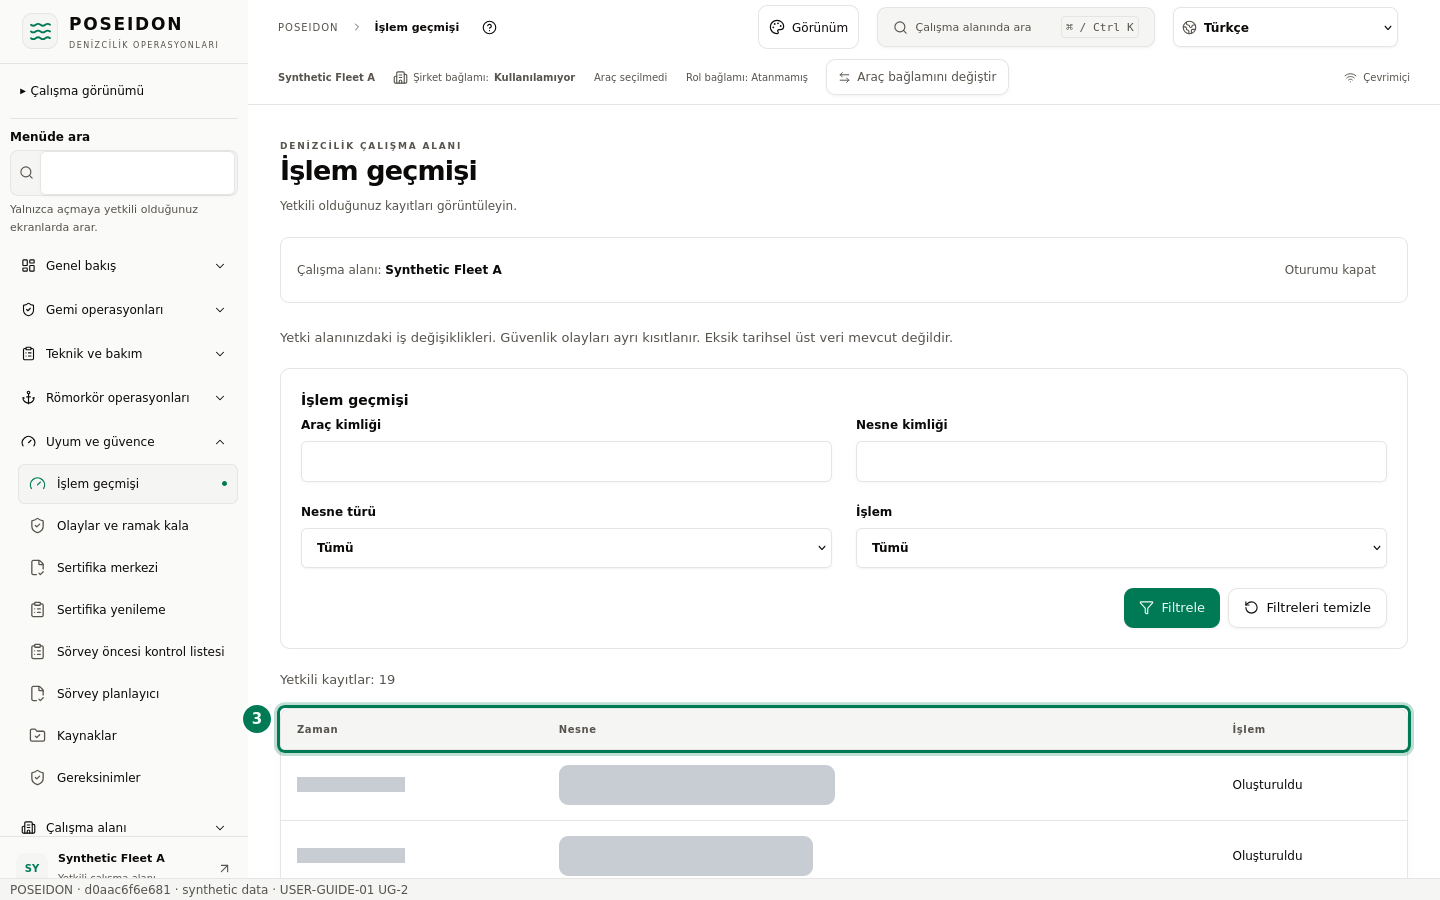 POSEIDON
DENİZCİLİK OPERASYONLARI
▸ Çalışma görünümü
Menüde ara
Yalnızca açmaya yetkili olduğunuz
ekranlarda arar.
Genel bakış
Gemi operasyonları
Teknik ve bakım
Römorkör operasyonları
Uyum ve güvence
İşlem geçmişi
Olaylar ve ramak kala
Sertifika merkezi
Sertifika yenileme
Sörvey öncesi kontrol listesi
Sörvey planlayıcı
Kaynaklar
Gereksinimler
Çalışma alanı
SY
Synthetic Fleet A
Yetkili çalışma alanı
POSEIDON
İşlem geçmişi
Görünüm
Çalışma alanında ara
⌘ / Ctrl K
Türkçe
Synthetic Fleet A
Şirket bağlamı: Kullanılamıyor
Araç seçilmedi
Rol bağlamı: Atanmamış
Araç bağlamını değiştir
Çevrimiçi
DENİZCİLİK ÇALIŞMA ALANI
İşlem geçmişi
Yetkili olduğunuz kayıtları görüntüleyin.
Çalışma alanı: Synthetic Fleet A
Oturumu kapat
Yetki alanınızdaki iş değişiklikleri. Güvenlik olayları ayrı kısıtlanır. Eksik tarihsel üst veri mevcut değildir.
İşlem geçmişi
Araç kimliği
Nesne kimliği
Nesne türü
İşlem
Tümü
Tümü
Filtrele
Filtreleri temizle
Yetkili kayıtlar: 19
3
Zaman
Nesne
İşlem
Oluşturuldu
Oluşturuldu
POSEIDON · d0aac6f6e681 · synthetic data · USER-GUIDE-01 UG-2